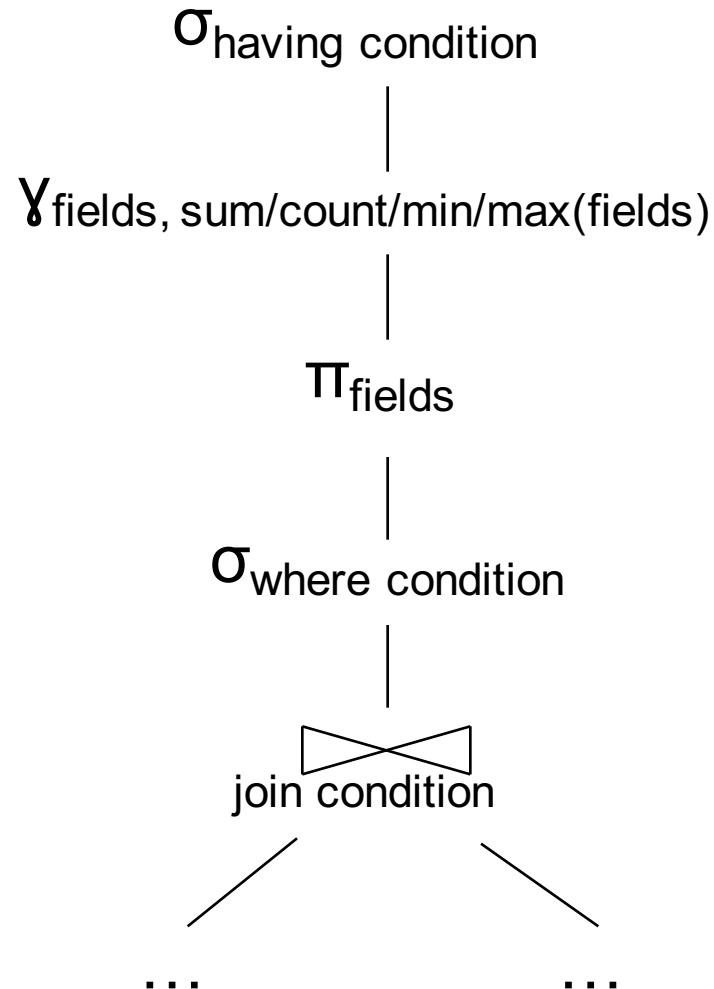 σhaving condition
γfields, sum/count/min/max(fields)
πfields
σwhere condition
join condition
... ...